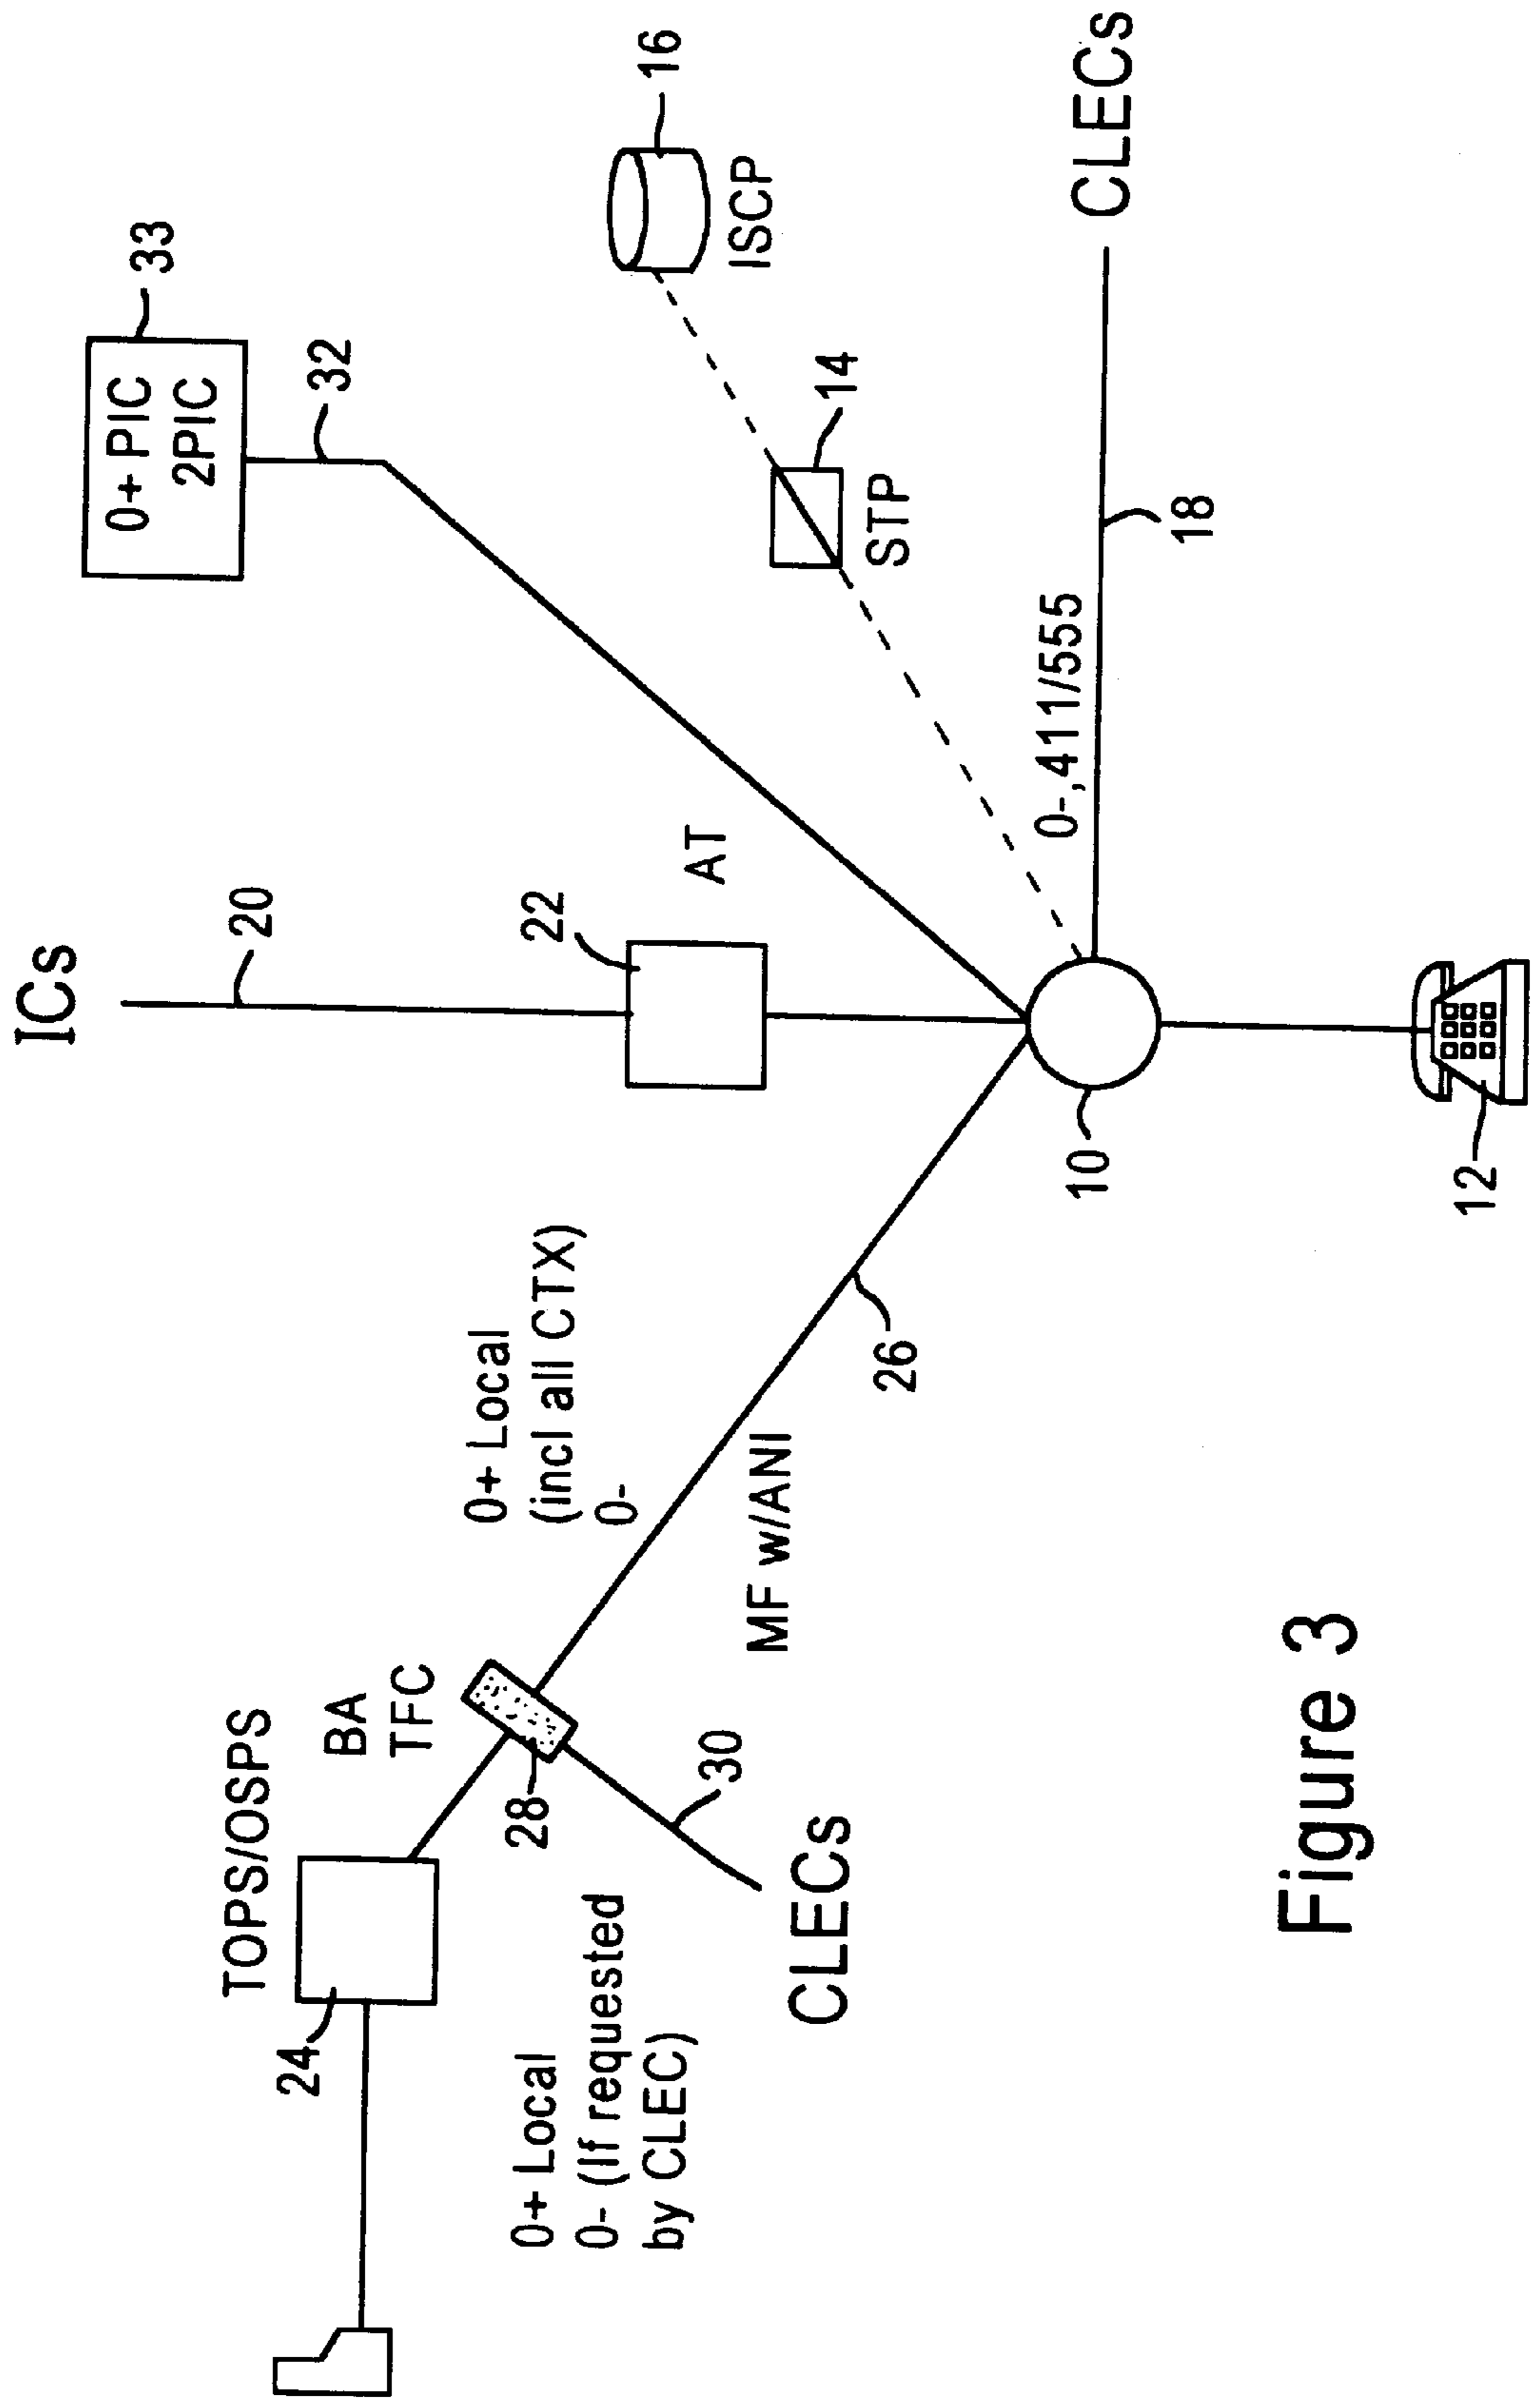 ICs
20
33
0+ PIC
2PIC
32
16
ISCP
22
AT
14
STP
TOPS/OSPS
BA
TFC
24
28
0+ Local
(incl all CTX)
0-
MF w/ANI
26
30
CLECs
0+ Local
0- (If requested
by CLEC)
10
0-,411/555
18
CLECs
12
Figure 3